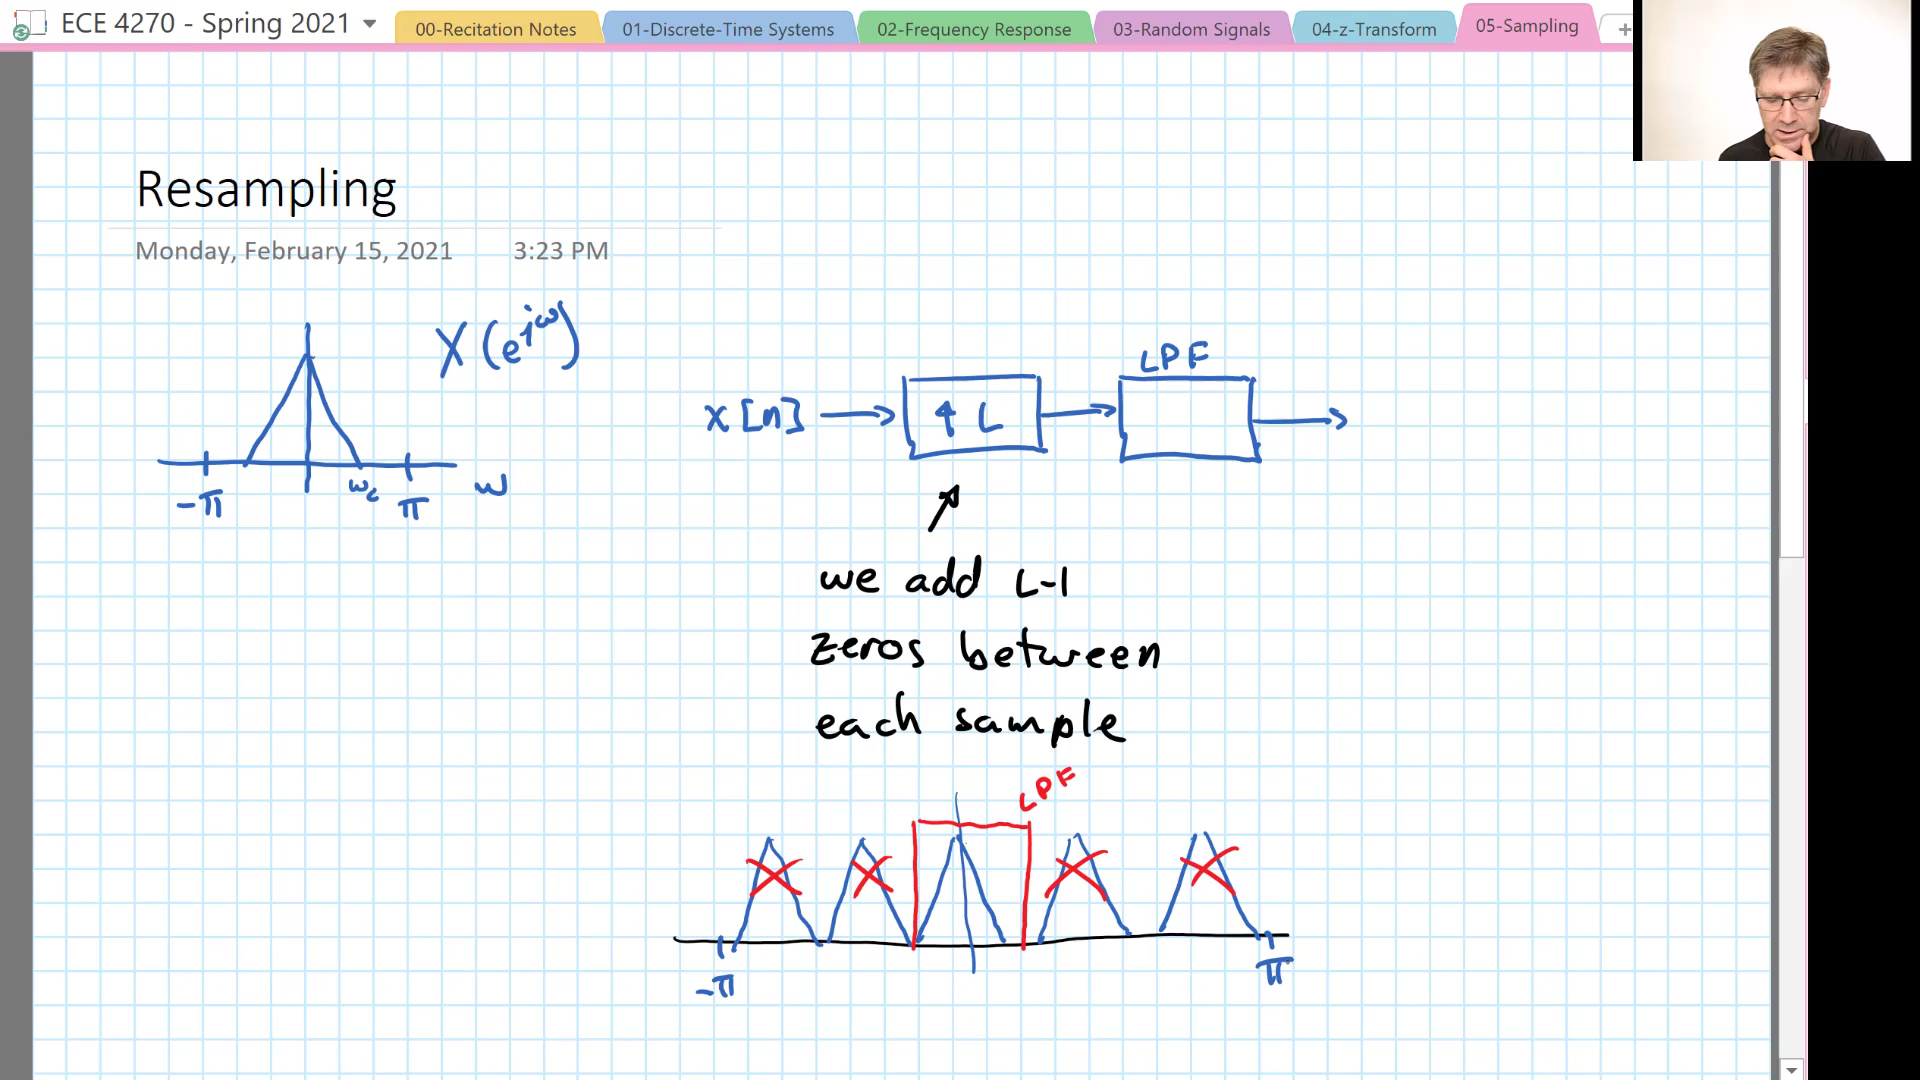 ECE 4270 - Spring 2021
00-Recitation Notes
01-Discrete-Time Systems
02-Frequency Response
03-Random Signals
04-z-Transform
05-Sampling
+
Resampling
Monday, February 15, 2021 3:23 PM
X(e^{jω})
-π
ω_c
π
ω
x[n]
↑ L
LPF
we add L-1
zeros between
each sample
LPF
-π
π